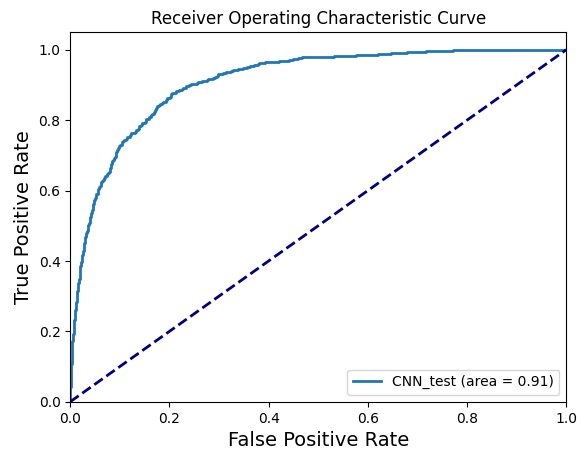 Receiver Operating Characteristic Curve
True Positive Rate
1.0
0.8
0.6
0.4
0.2
0.0
CNN_test (area = 0.91)
0.0 0.2 0.4 0.6 0.8 1.0
False Positive Rate